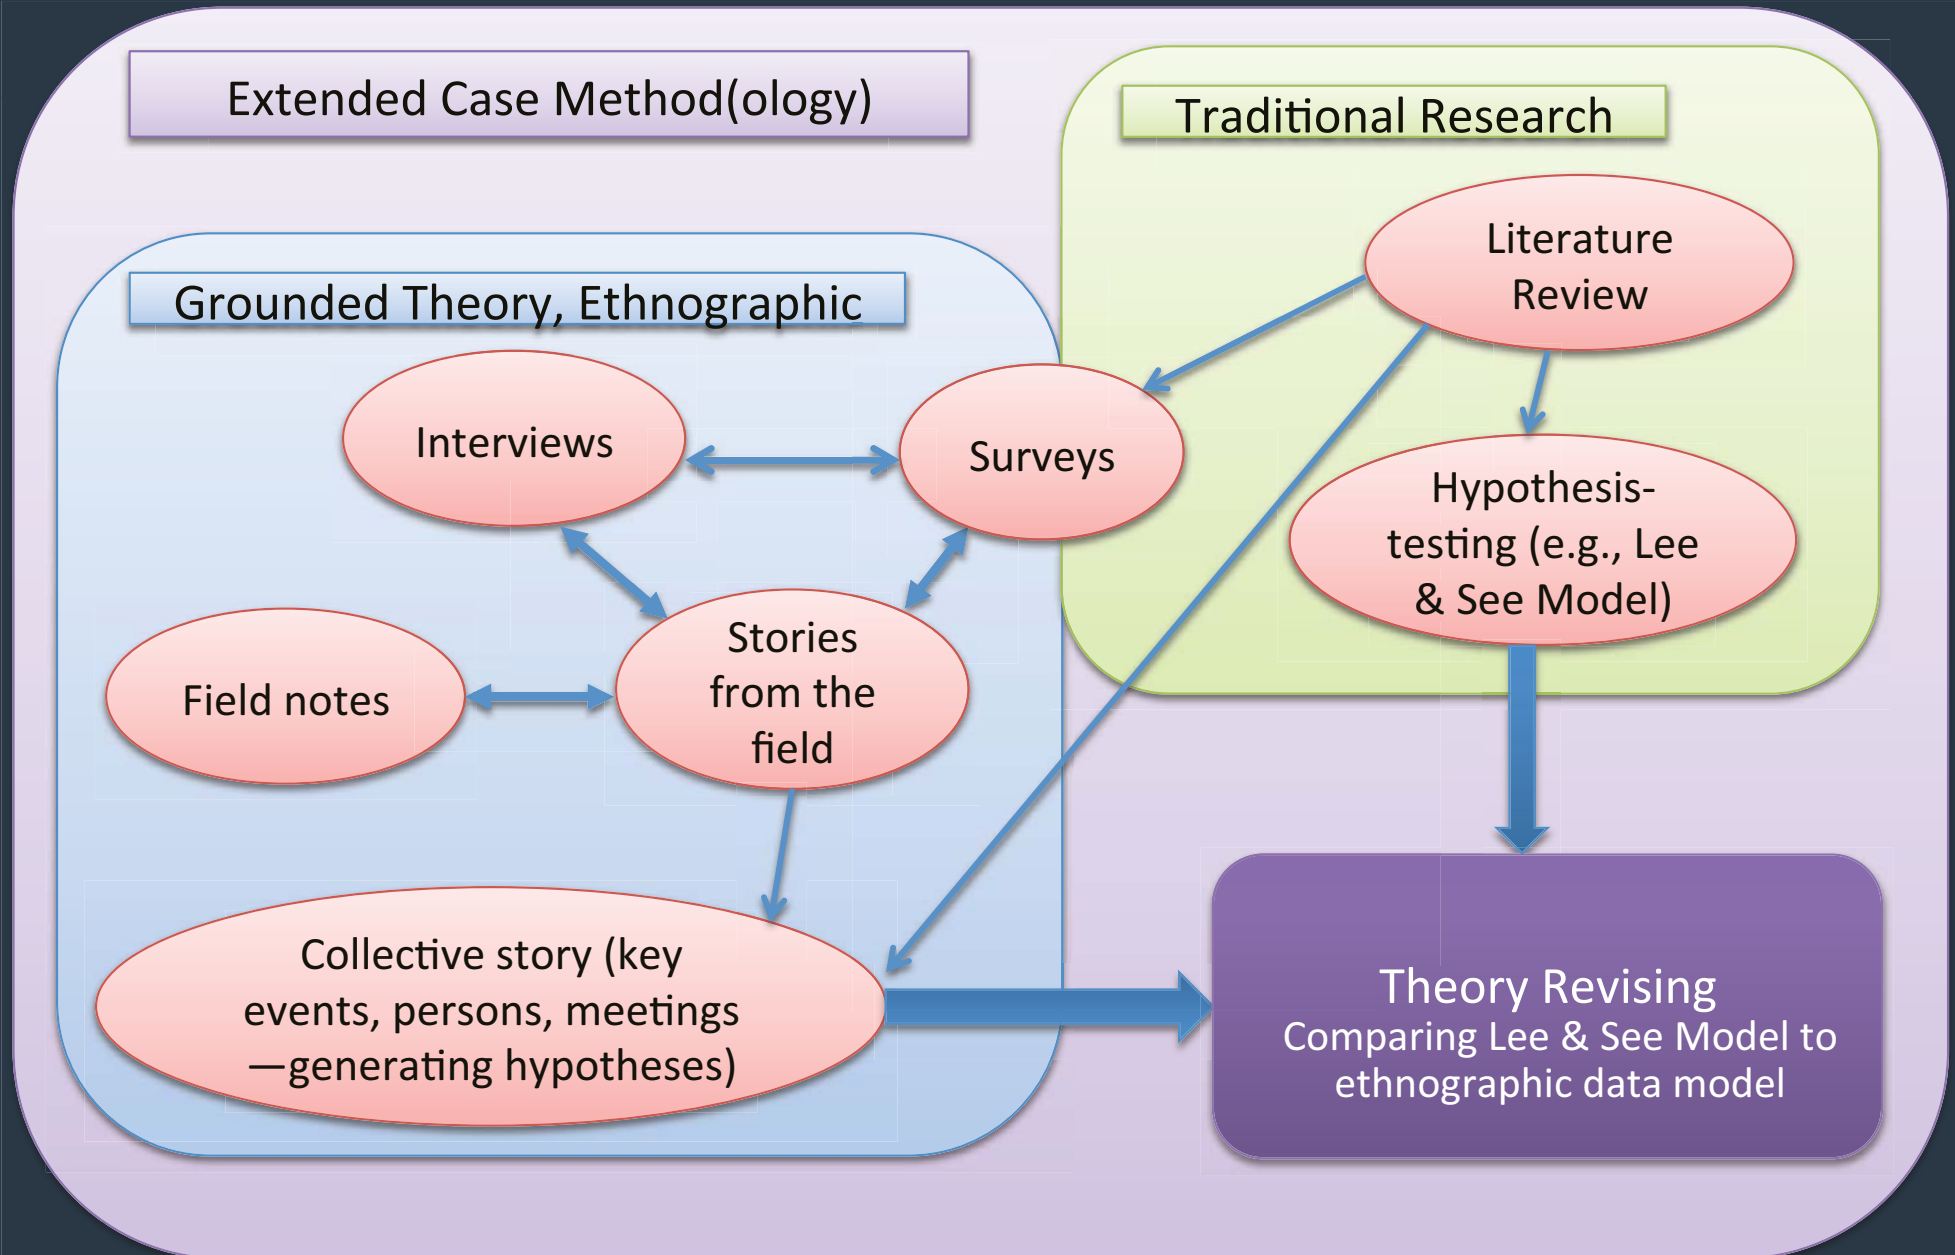 Extended Case Method(ology)
Traditional Research
Literature
Review
Grounded Theory, Ethnographic
Interviews
Surveys
Hypothesis-
testing (e.g., Lee
& See Model)
Field notes
Stories
from the
field
Collective story (key
events, persons, meetings
—generating hypotheses)
Theory Revising
Comparing Lee & See Model to
ethnographic data model